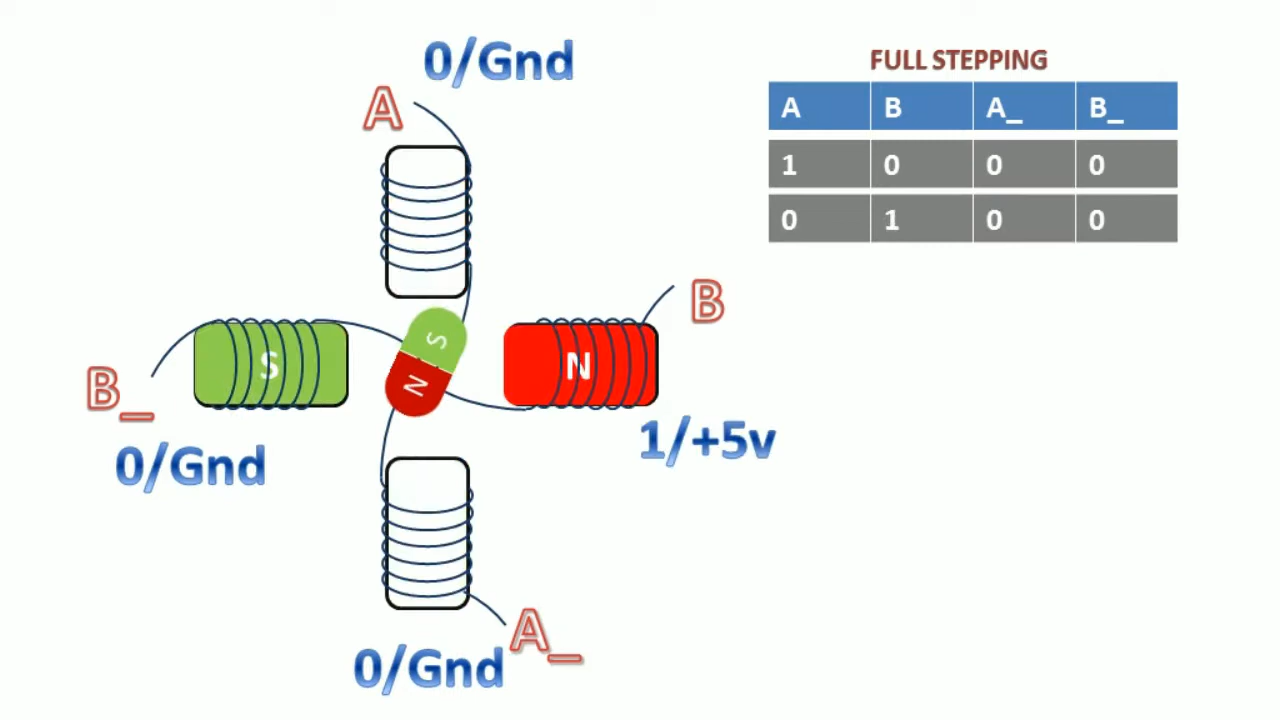 0/Gnd
A
FULL STEPPING
A B A_ B_
1 0 0 0
0 1 0 0
B
S
N
S
N
B_
1/+5v
0/Gnd
A_
0/Gnd